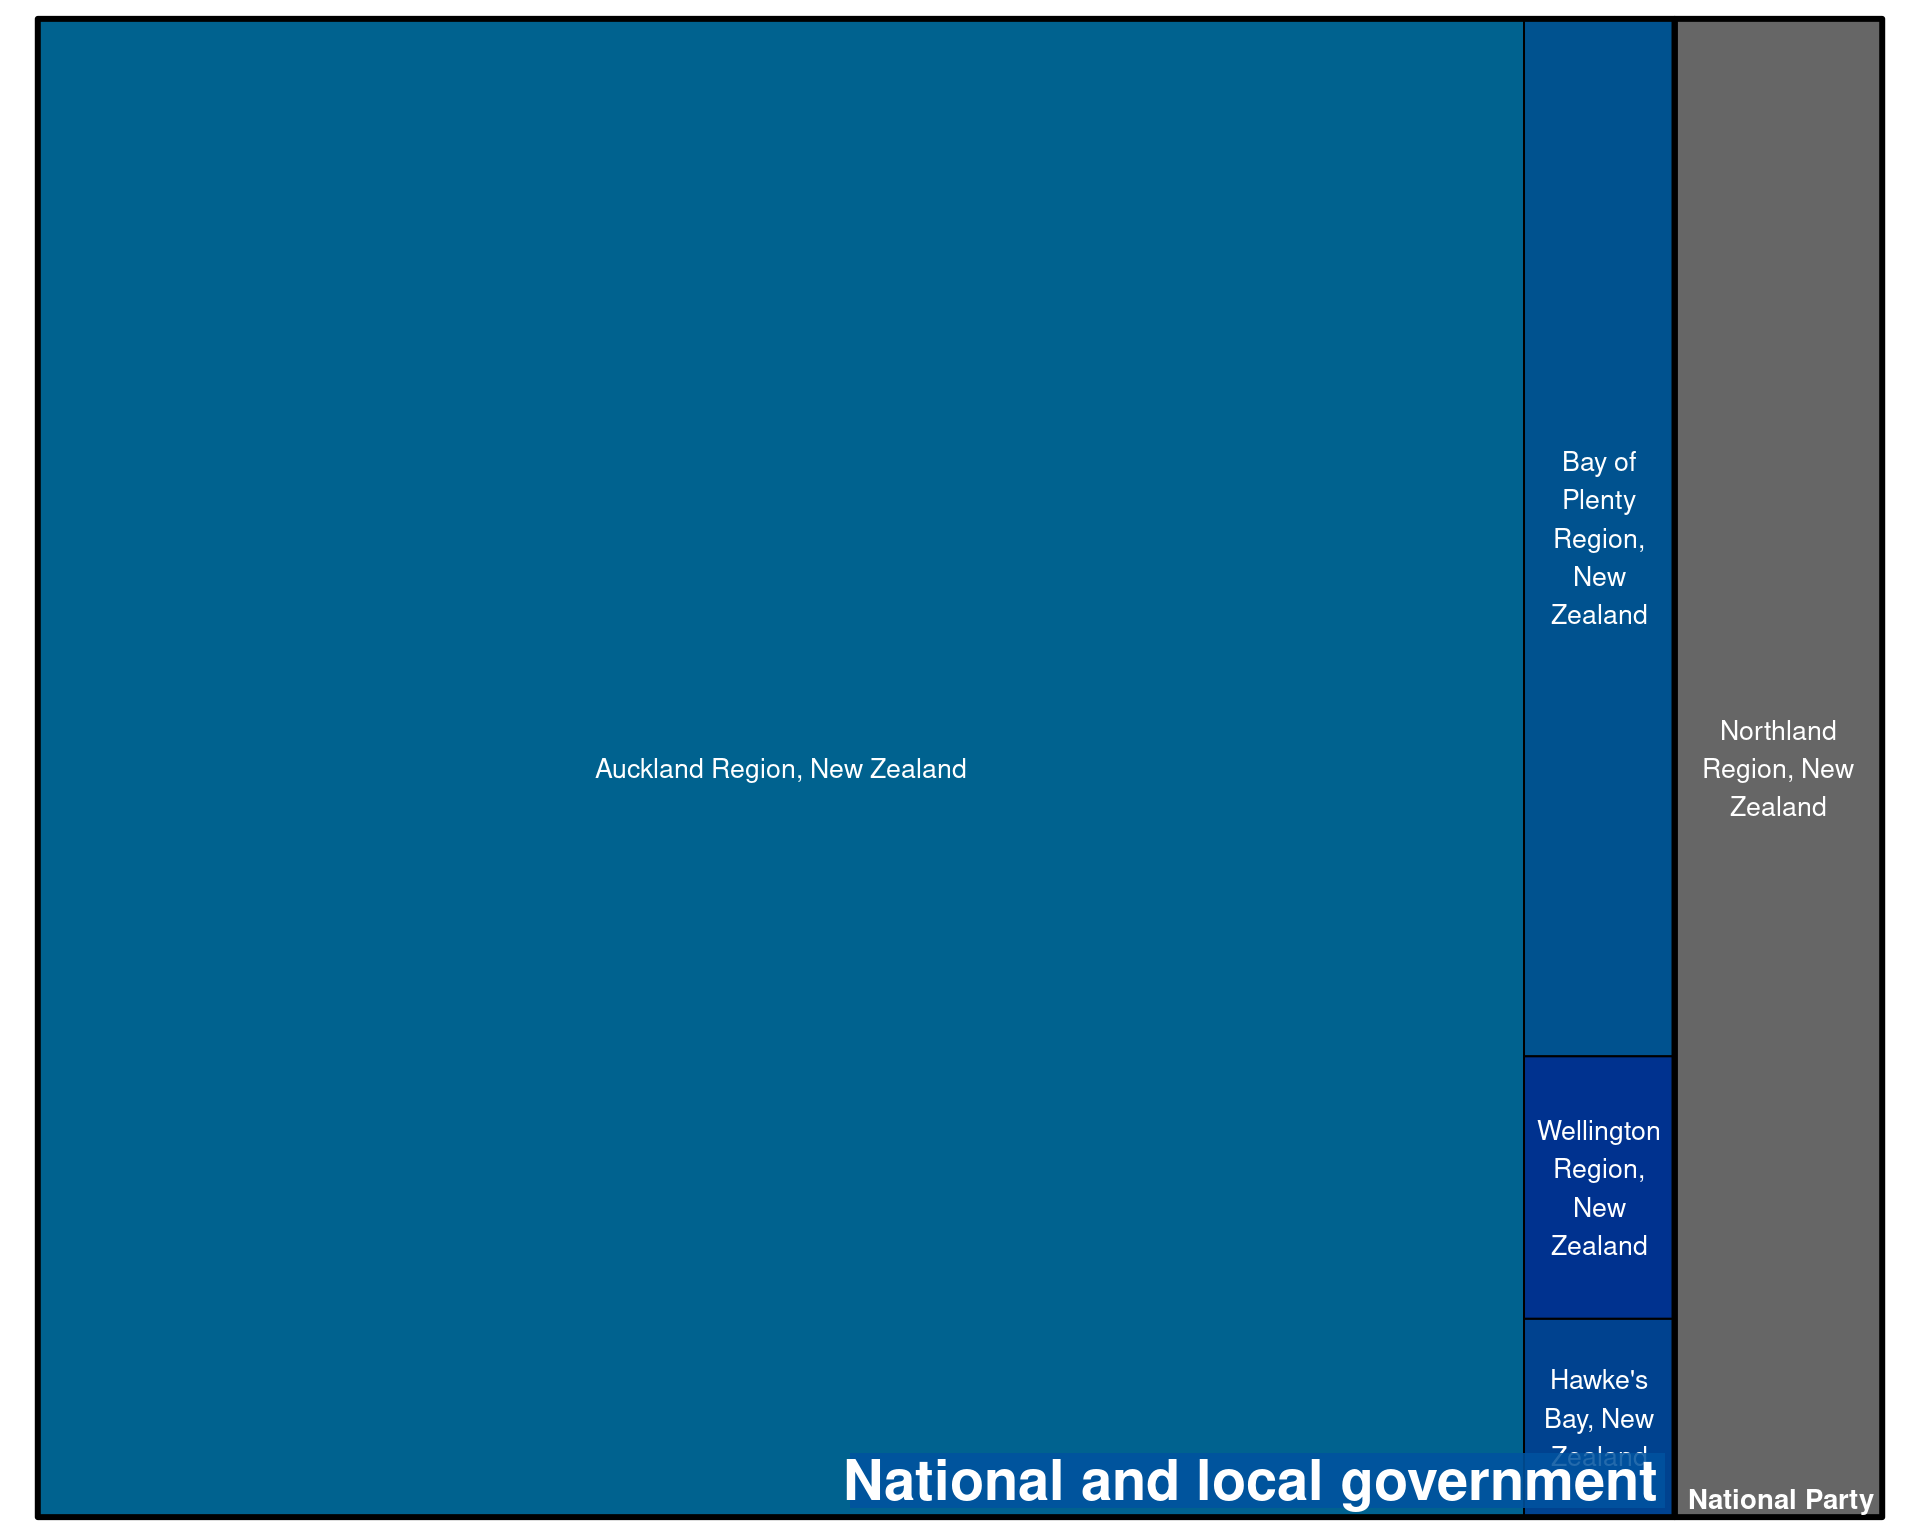 Auckland Region, New Zealand
Bay of
Plenty
Region,
New
Zealand
Wellington
Region,
New
Zealand
Hawke's
Bay, New
Zealand
National and local government
Northland
Region, New
Zealand
National Party